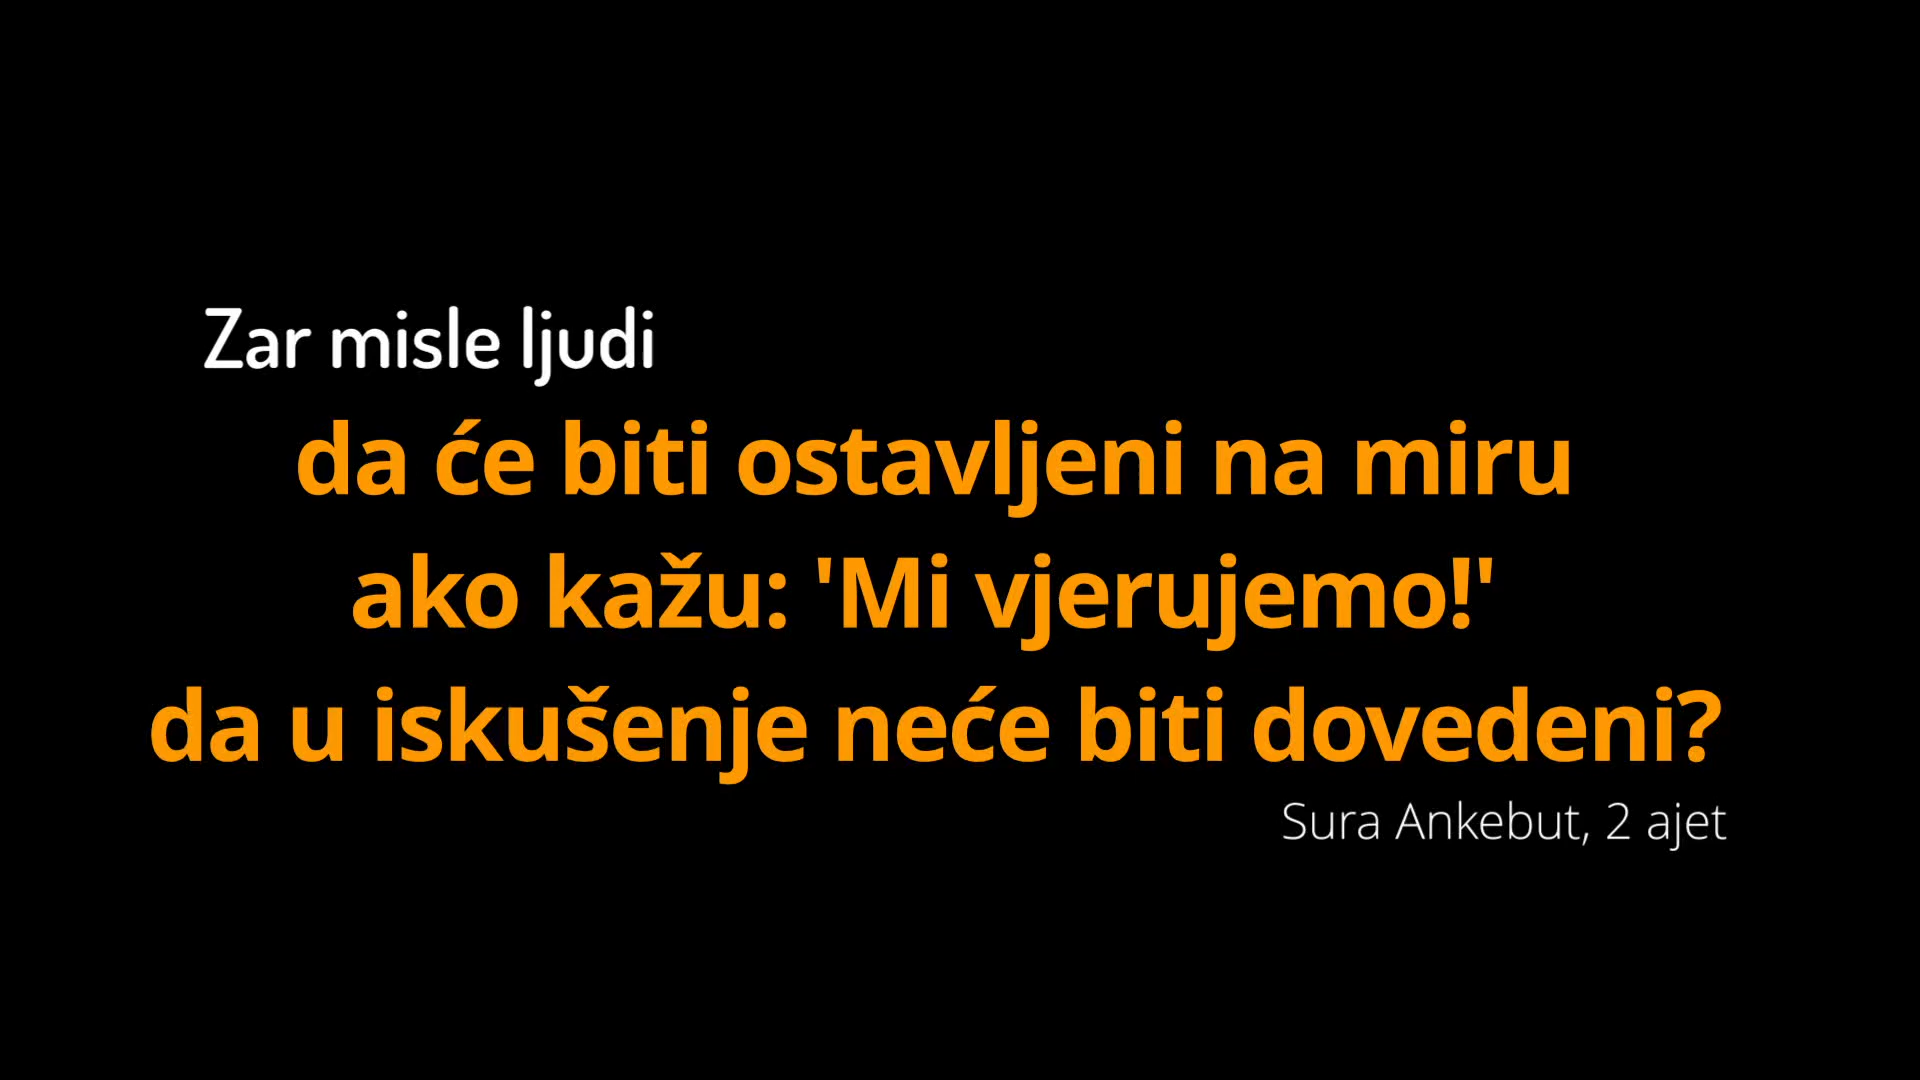 Zar misle ljudi
da će biti ostavljeni na miru
ako kažu: 'Mi vjerujemo!'
da u iskušenje neće biti dovedeni?
Sura Ankebut, 2 ajet